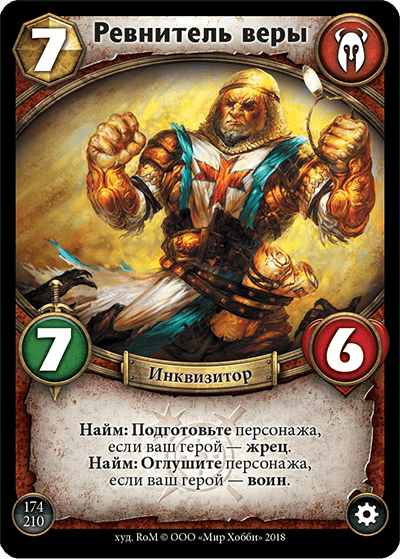 7
Ревнитель веры
7
Инквизитор
6
Найм: Подготовьте персонажа,
если ваш герой — жрец.
Найм: Оглушите персонажа,
если ваш герой — воин.
174
210
худ. RoM © ООО «Мир Хобби» 2018